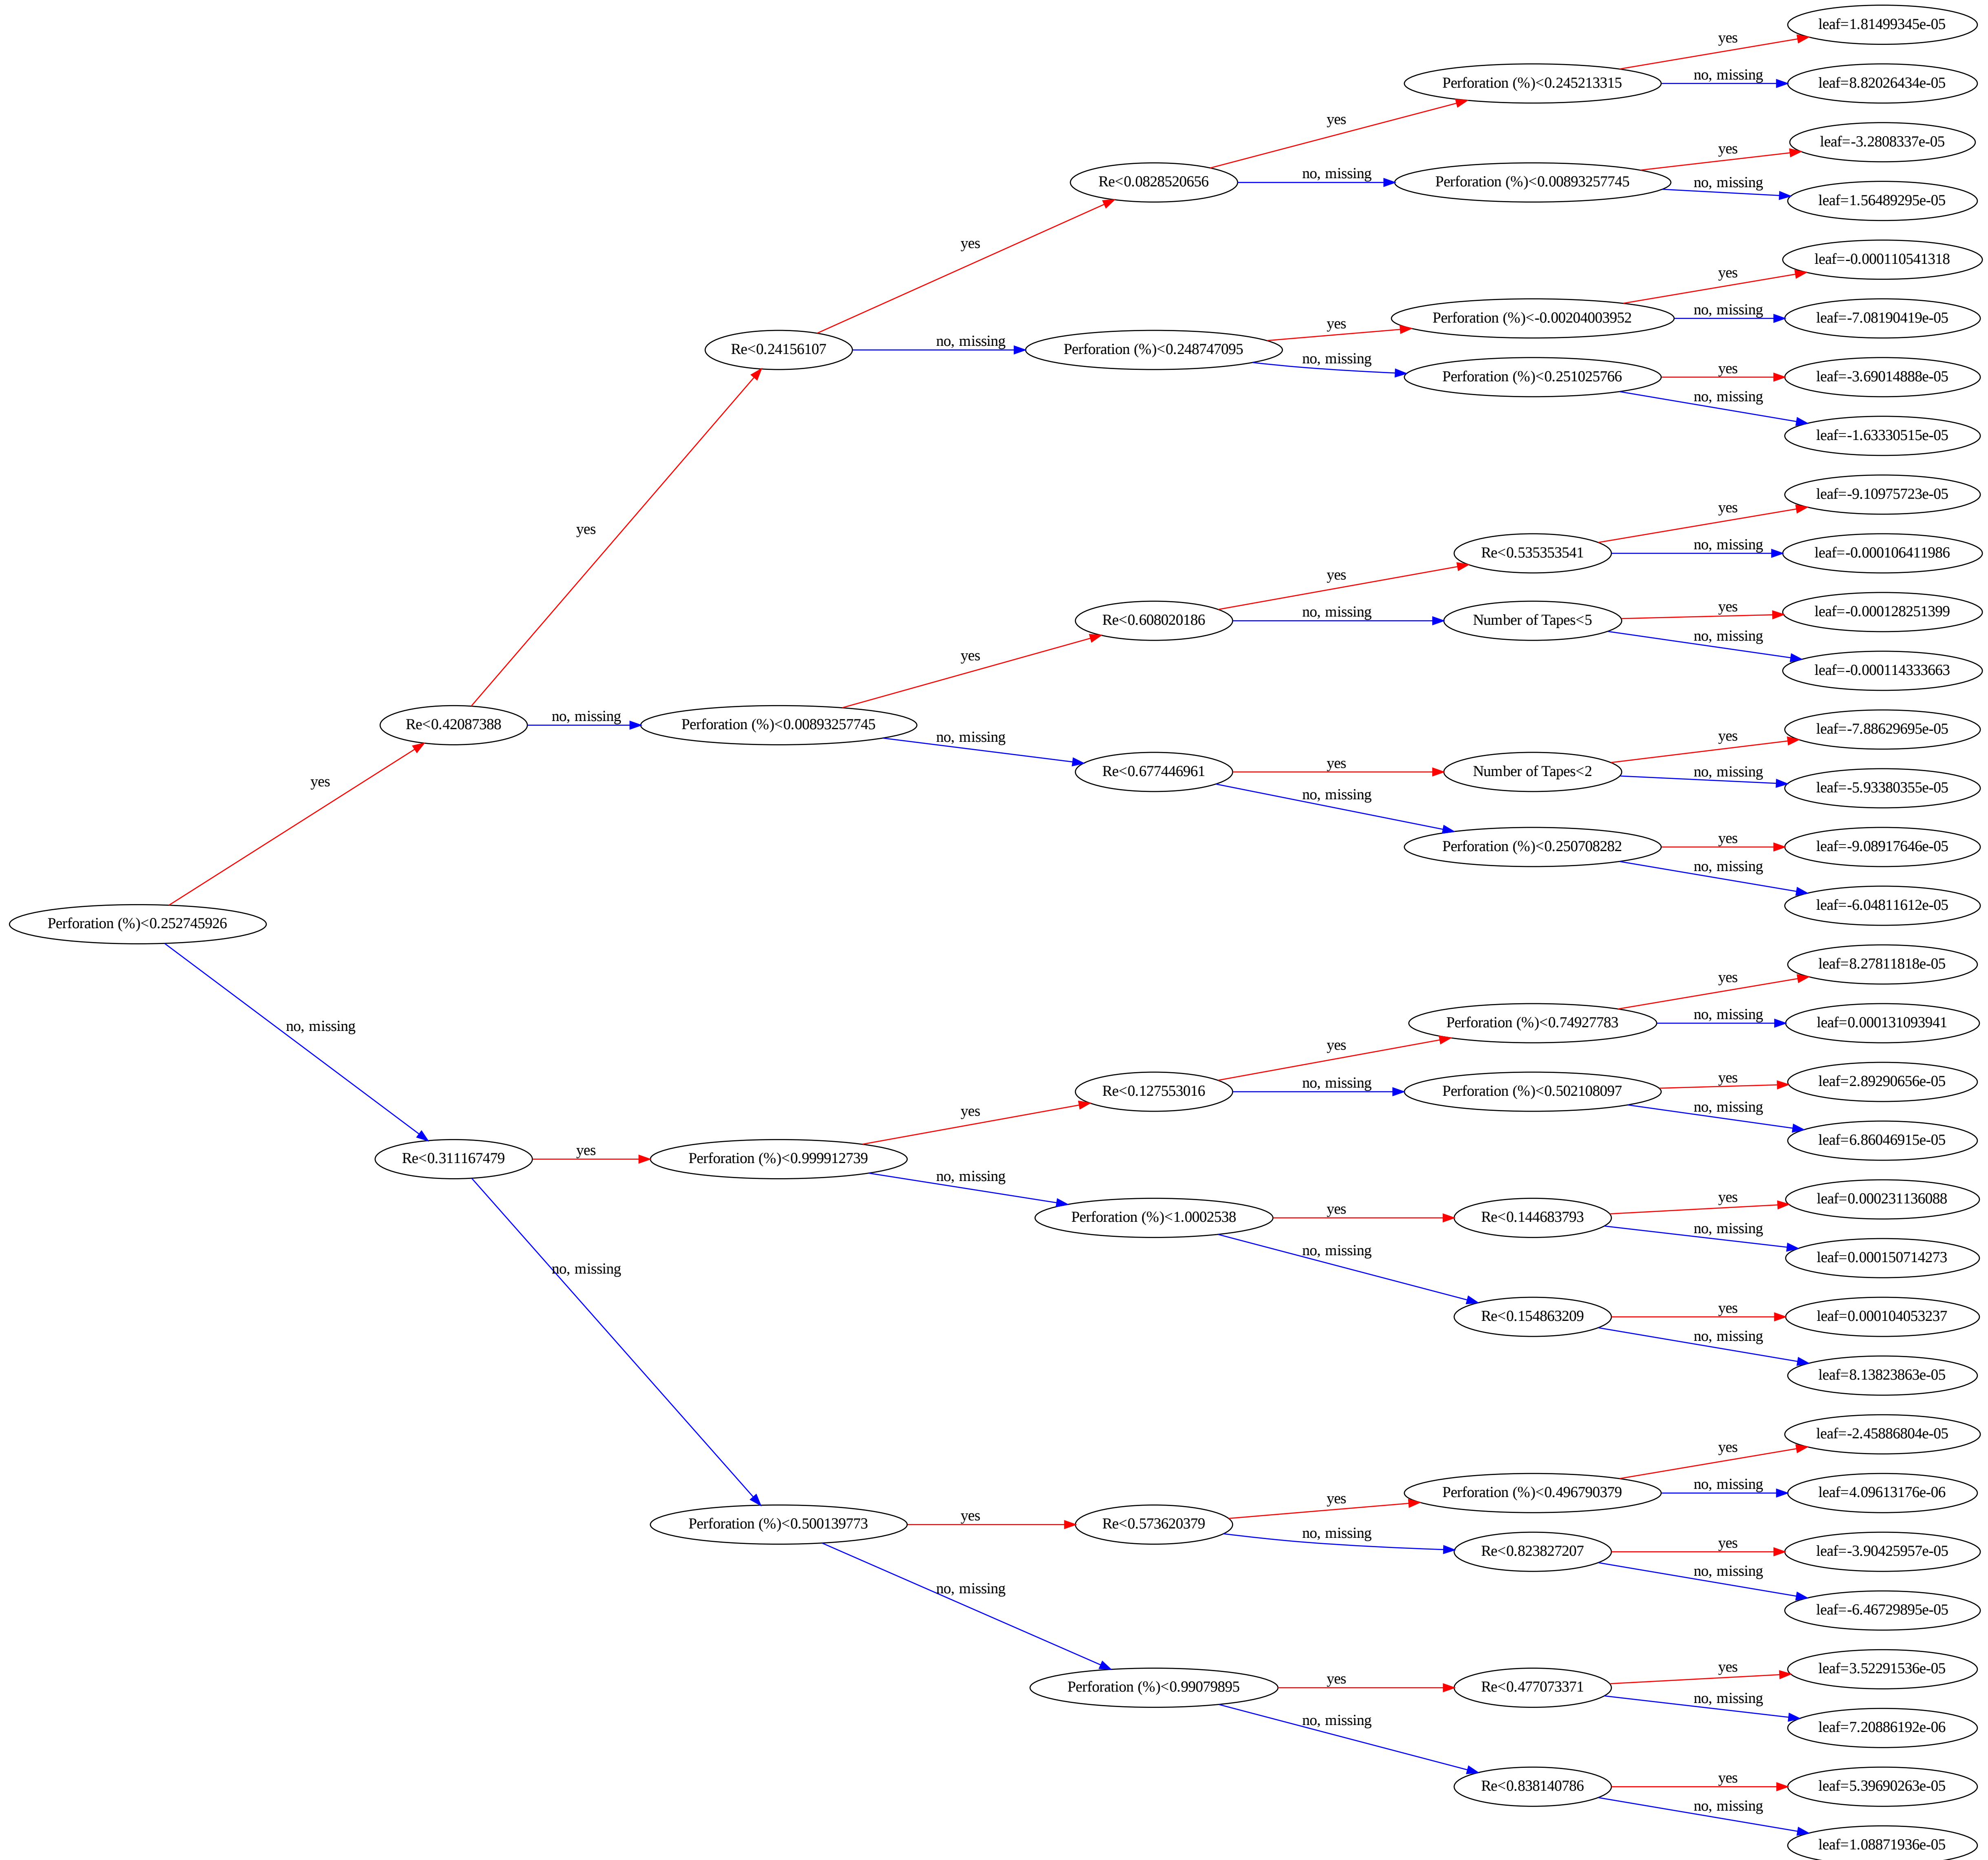 Perforation (%)<0.252745926
yes
no, missing
Re<0.42087388
yes
no, missing
Re<0.311167479
yes
no, missing
Re<0.24156107
yes
no, missing
Perforation (%)<0.00893257745
yes
no, missing
Perforation (%)<0.999912739
yes
no, missing
Perforation (%)<0.500139773
yes
no, missing
Re<0.0828520656
yes
no, missing
Perforation (%)<0.248747095
yes
no, missing
Re<0.608020186
yes
no, missing
Re<0.677446961
yes
no, missing
Re<0.127553016
yes
no, missing
Perforation (%)<1.0002538
yes
no, missing
Re<0.573620379
yes
no, missing
Perforation (%)<0.99079895
yes
no, missing
Perforation (%)<0.245213315
yes
no, missing
Perforation (%)<0.00893257745
yes
no, missing
Perforation (%)<-0.00204003952
yes
no, missing
Perforation (%)<0.251025766
yes
no, missing
Re<0.535353541
yes
no, missing
Number of Tapes<5
yes
no, missing
Number of Tapes<2
yes
no, missing
Perforation (%)<0.250708282
yes
no, missing
Perforation (%)<0.74927783
yes
no, missing
Perforation (%)<0.502108097
yes
no, missing
Re<0.144683793
yes
no, missing
Re<0.154863209
yes
no, missing
Perforation (%)<0.496790379
yes
no, missing
Re<0.823827207
yes
no, missing
Re<0.477073371
yes
no, missing
Re<0.838140786
yes
no, missing
leaf=1.81499345e-05
leaf=8.82026434e-05
leaf=-3.2808337e-05
leaf=1.56489295e-05
leaf=-0.000110541318
leaf=-7.08190419e-05
leaf=-3.69014888e-05
leaf=-1.63330515e-05
leaf=-9.10975723e-05
leaf=-0.000106411986
leaf=-0.000128251399
leaf=-0.000114333663
leaf=-7.88629695e-05
leaf=-5.93380355e-05
leaf=-9.08917646e-05
leaf=-6.04811612e-05
leaf=8.27811818e-05
leaf=0.000131093941
leaf=2.89290656e-05
leaf=6.86046915e-05
leaf=0.000231136088
leaf=0.000150714273
leaf=0.000104053237
leaf=8.13823863e-05
leaf=-2.45886804e-05
leaf=4.09613176e-06
leaf=-3.90425957e-05
leaf=-6.46729895e-05
leaf=3.52291536e-05
leaf=7.20886192e-06
leaf=5.39690263e-05
leaf=1.08871936e-05